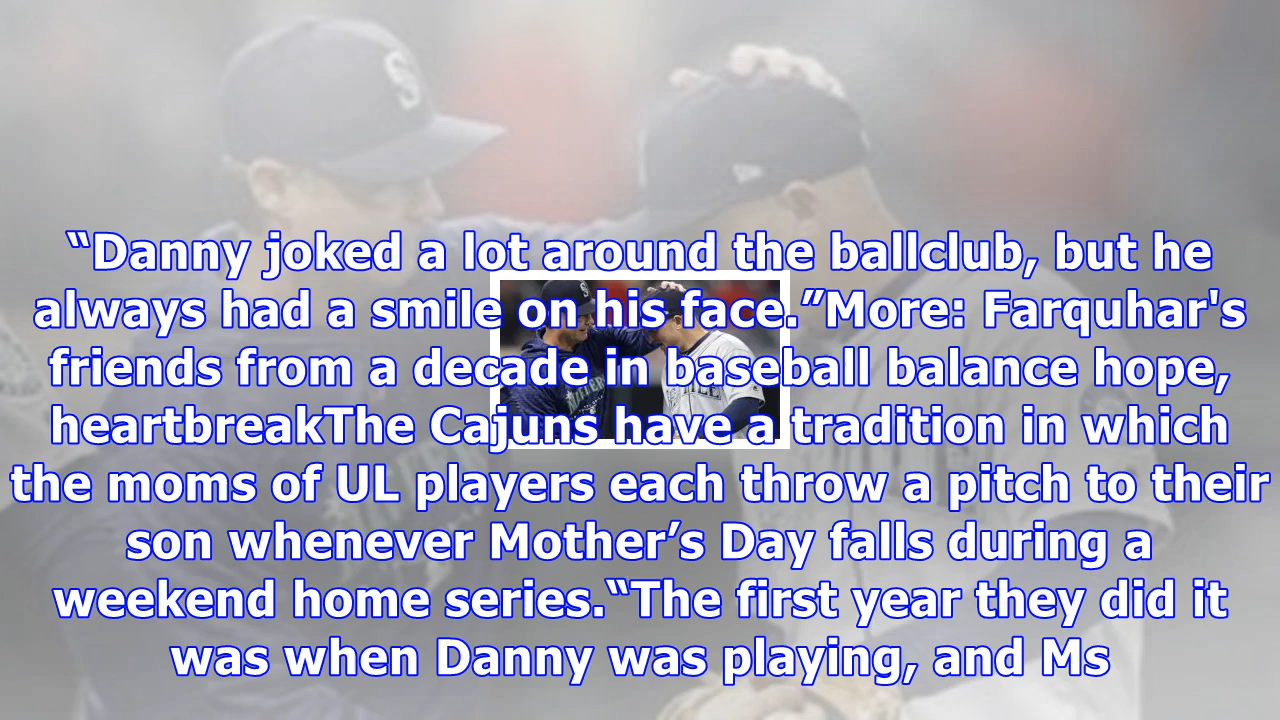 “Danny joked a lot around the ballclub, but he
always had a smile on his face.”More: Farquhar's
friends from a decade in baseball balance hope,
heartbreakThe Cajuns have a tradition in which
the moms of UL players each throw a pitch to their
son whenever Mother’s Day falls during a
weekend home series.“The first year they did it
was when Danny was playing, and Ms